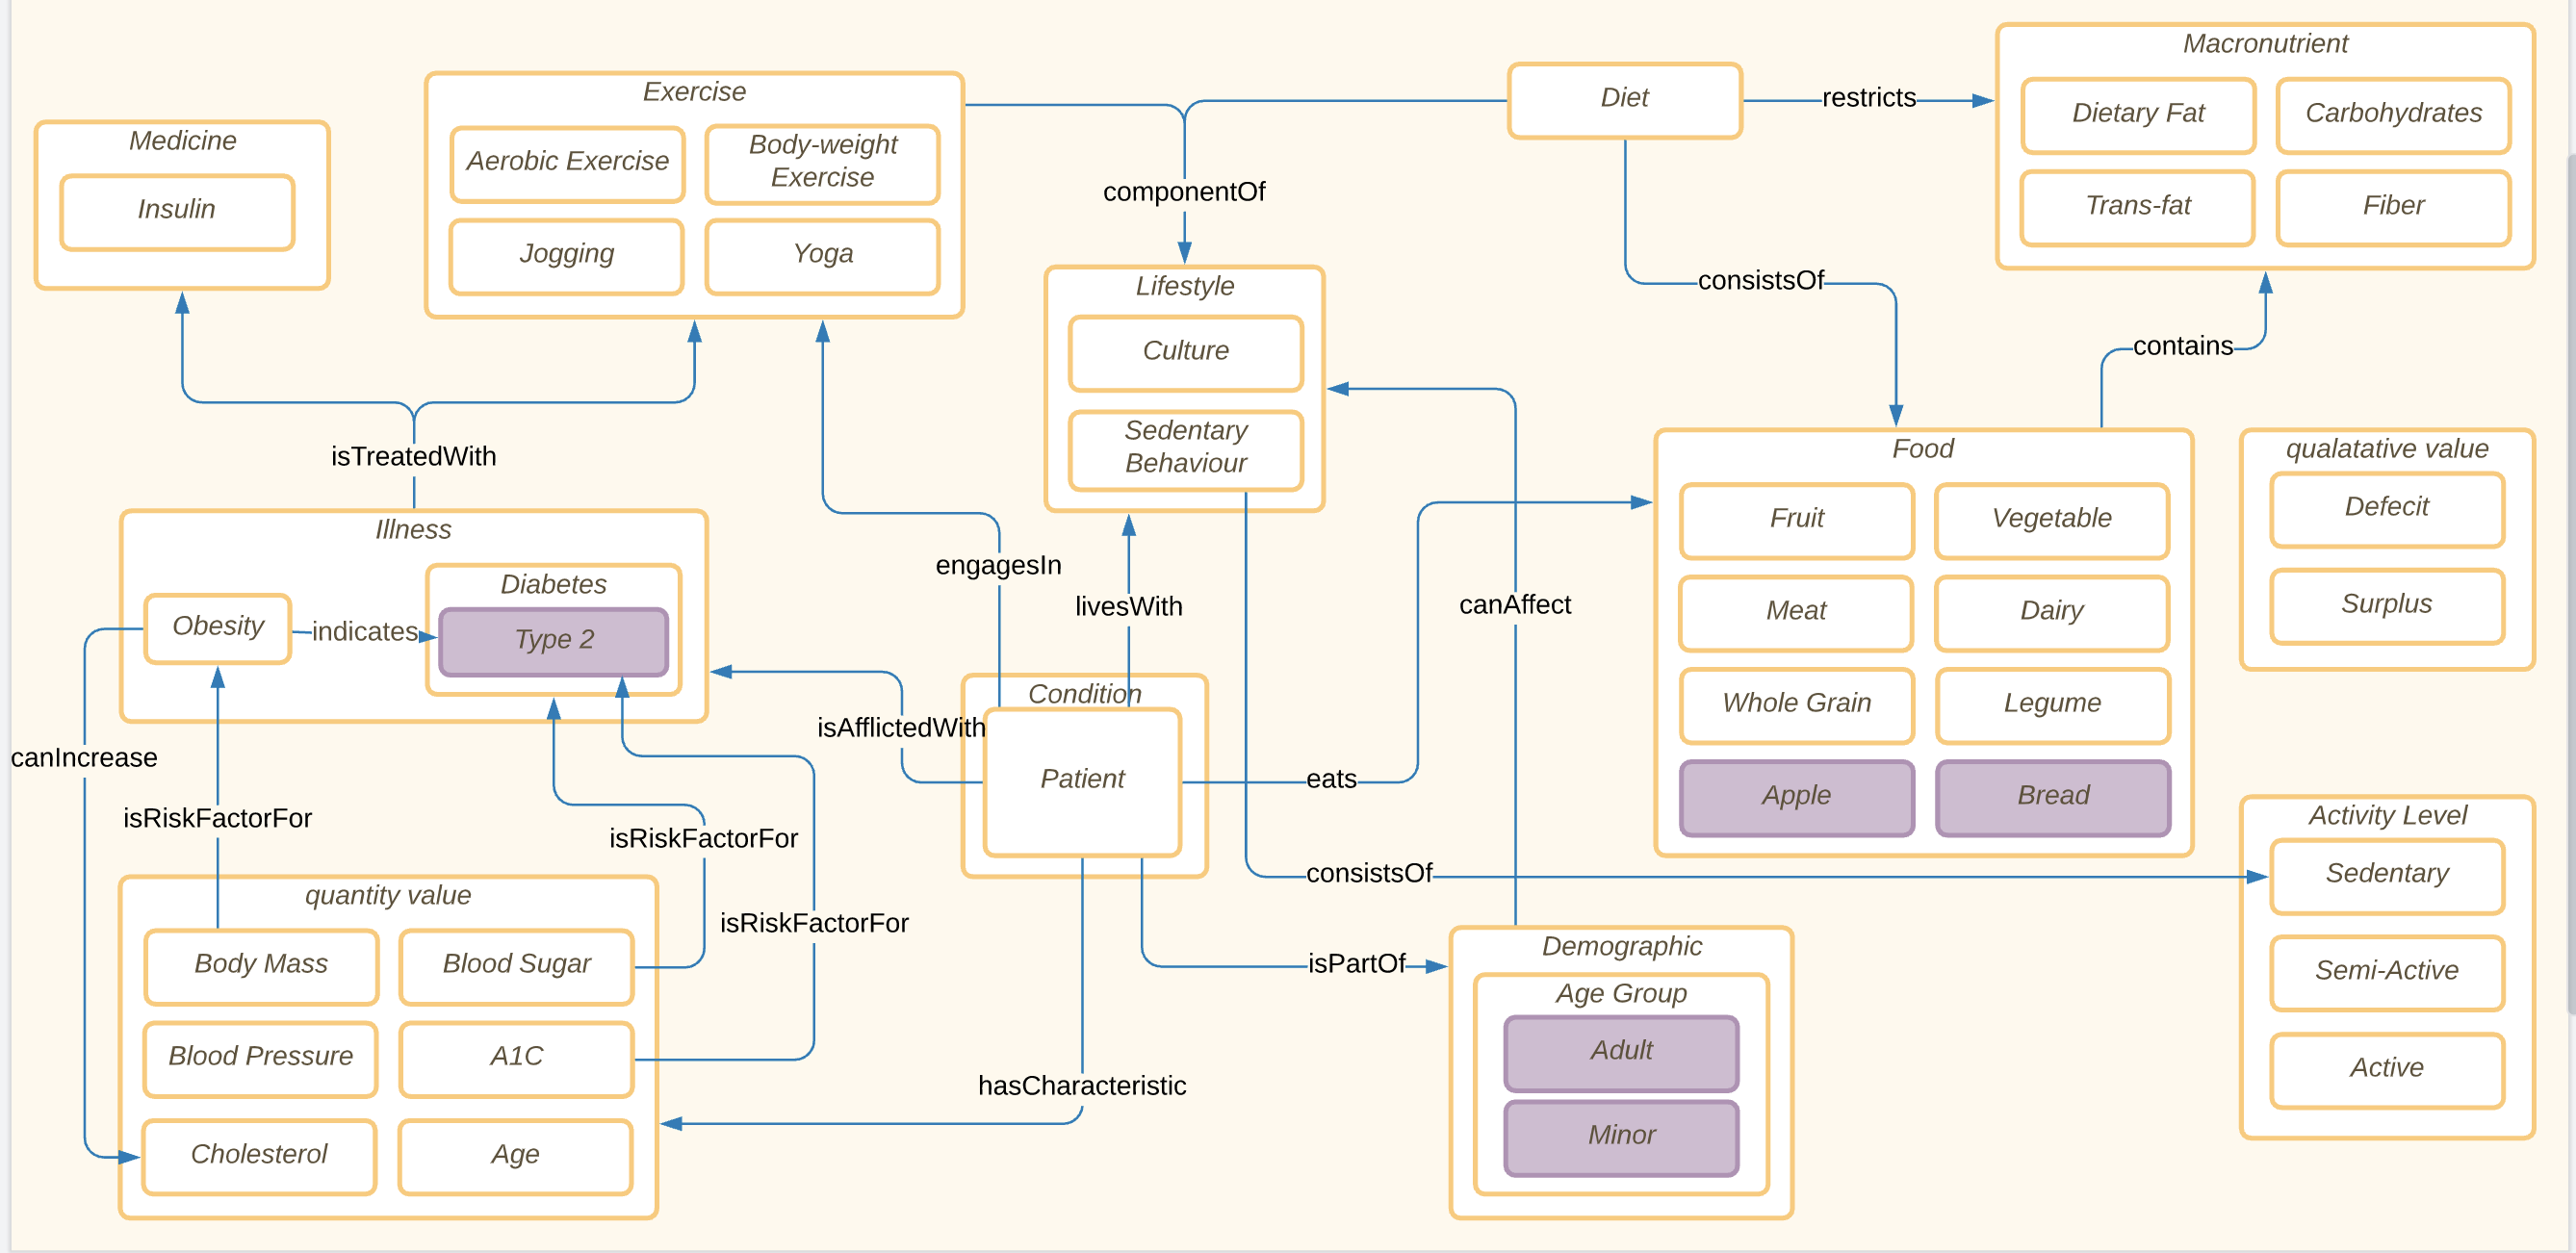 Macronutrient
Dietary Fat
Carbohydrates
Trans-fat
Fiber
Diet
restricts
Exercise
Aerobic Exercise
Body-weight
Exercise
Jogging
Yoga
Medicine
Insulin
componentOf
consistsOf
contains
Lifestyle
Culture
Sedentary
Behaviour
isTreatedWith
Food
Fruit
Vegetable
Meat
Dairy
Whole Grain
Legume
Apple
Bread
qualatative value
Defecit
Surplus
Illness
Obesity
indicates
Diabetes
Type 2
engagesIn
livesWith
canAffect
Condition
Patient
isAfflictedWith
eats
canIncrease
isRiskFactorFor
isRiskFactorFor
isRiskFactorFor
consistsOf
Activity Level
Sedentary
Semi-Active
Active
quantity value
Body Mass
Blood Sugar
Blood Pressure
A1C
Cholesterol
Age
isPartOf
hasCharacteristic
Demographic
Age Group
Adult
Minor